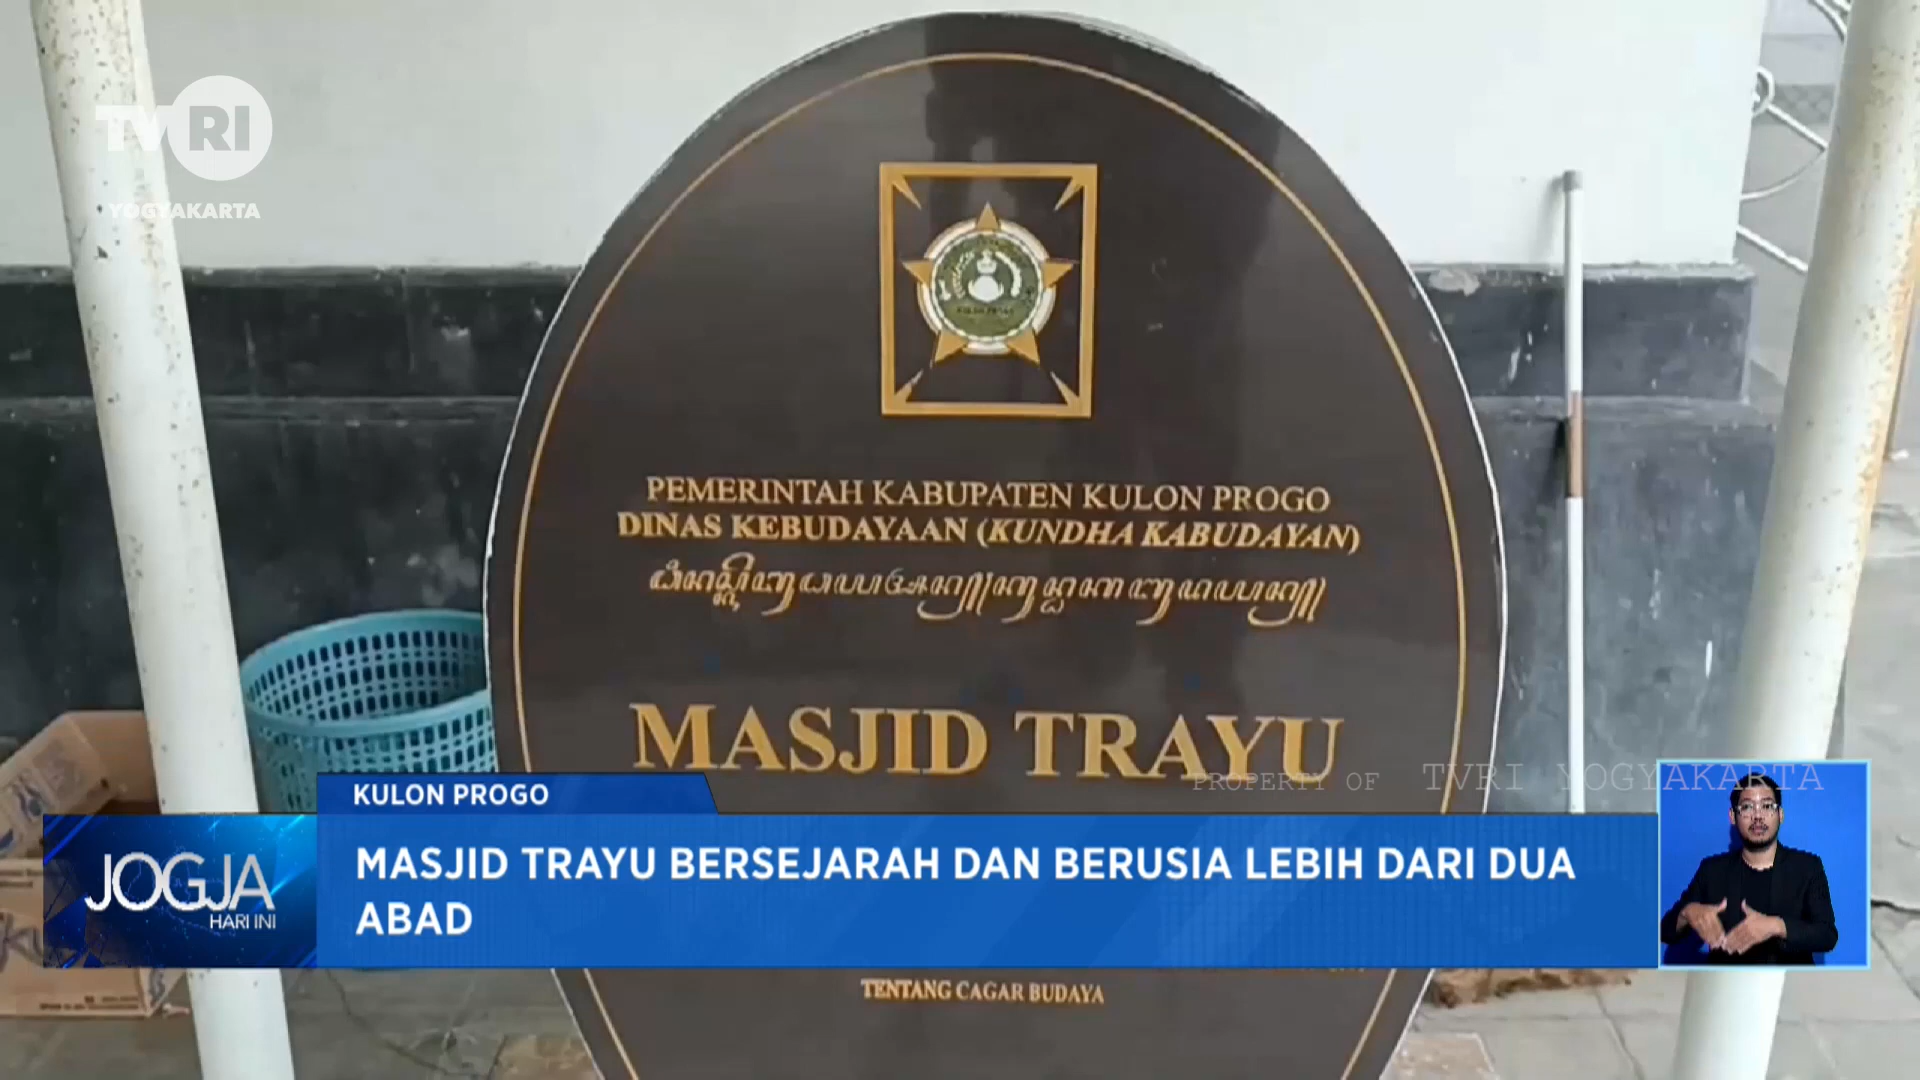 TVRI
YOGYAKARTA
PEMERINTAH KABUPATEN KULON PROGO
DINAS KEBUDAYAAN (KUNDHA KABUDAYAN)
MASJID TRAYU
PROPERTY OF TVRI YOGYAKARTA
KULON PROGO
JOGJA
HARI INI
MASJID TRAYU BERSEJARAH DAN BERUSIA LEBIH DARI DUA
ABAD
TENTANG CAGAR BUDAYA